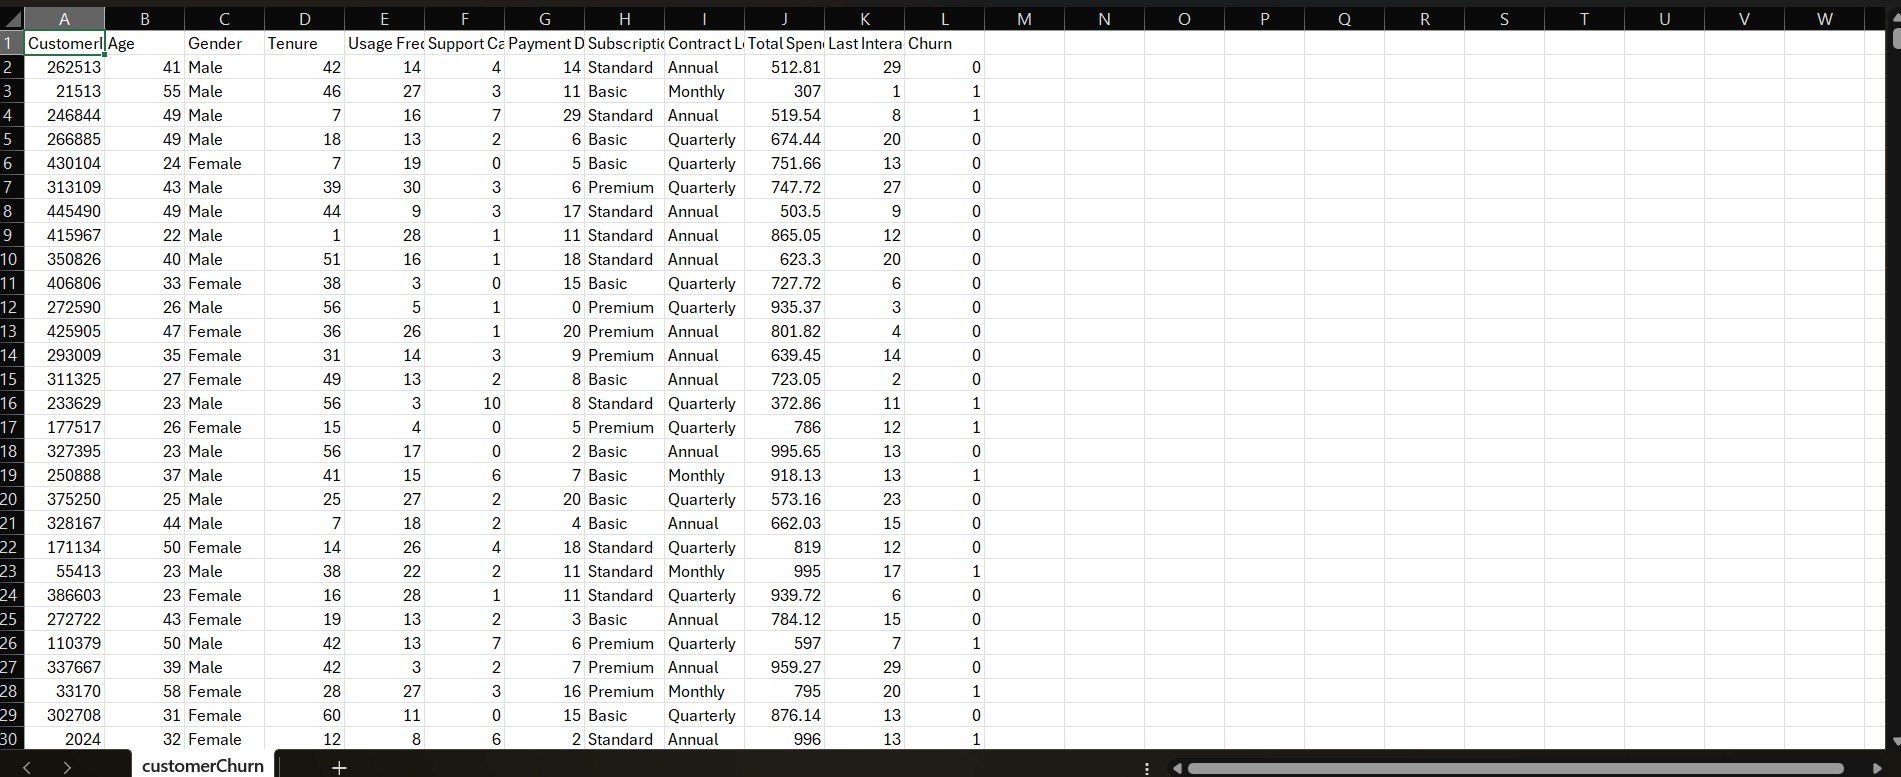 A B C D E F G H I J K L M N O P Q R S T U V W
1 CustomerI Age Gender Tenure Usage Fre Support Ca Payment D Subscriptio Contract L Total Spen Last Intera Churn
2 262513 41 Male 42 14 4 14 Standard Annual 512.81 29 0
3 21513 55 Male 46 27 3 11 Basic Monthly 307 1 1
4 246844 49 Male 7 16 7 29 Standard Annual 519.54 8 1
5 266885 49 Male 18 13 2 6 Basic Quarterly 674.44 20 0
6 430104 24 Female 7 19 0 5 Basic Quarterly 751.66 13 0
7 313109 43 Male 39 30 3 6 Premium Quarterly 747.72 27 0
8 445490 49 Male 44 9 3 17 Standard Annual 503.5 9 0
9 415967 22 Male 1 28 1 11 Standard Annual 865.05 12 0
10 350826 40 Male 51 16 1 18 Standard Annual 623.3 20 0
11 406806 33 Female 38 3 0 15 Basic Quarterly 727.72 6 0
12 272590 26 Male 56 5 1 0 Premium Quarterly 935.37 3 0
13 425905 47 Female 36 26 1 20 Premium Annual 801.82 4 0
14 293009 35 Female 31 14 3 9 Premium Annual 639.45 14 0
15 311325 27 Female 49 13 2 8 Basic Annual 723.05 2 0
16 233629 23 Male 56 3 10 8 Standard Quarterly 372.86 11 1
17 177517 26 Female 15 4 0 5 Premium Quarterly 786 12 1
18 327395 23 Male 56 17 0 2 Basic Annual 995.65 13 0
19 250888 37 Male 41 15 6 7 Basic Monthly 918.13 13 1
20 375250 25 Male 25 27 2 20 Basic Quarterly 573.16 23 0
21 328167 44 Male 7 18 2 4 Basic Annual 662.03 15 0
22 171134 50 Female 14 26 4 18 Standard Quarterly 819 12 0
23 55413 23 Male 38 22 2 11 Standard Monthly 995 17 1
24 386603 23 Female 16 28 1 11 Standard Quarterly 939.72 6 0
25 272722 43 Female 19 13 2 3 Basic Annual 784.12 15 0
26 110379 50 Male 42 13 7 6 Premium Quarterly 597 7 1
27 337667 39 Male 42 3 2 7 Premium Annual 959.27 29 0
28 33170 58 Female 28 27 3 16 Premium Monthly 795 20 1
29 302708 31 Female 60 11 0 15 Basic Quarterly 876.14 13 0
30 2024 32 Female 12 8 6 2 Standard Annual 996 13 1
customerChurn